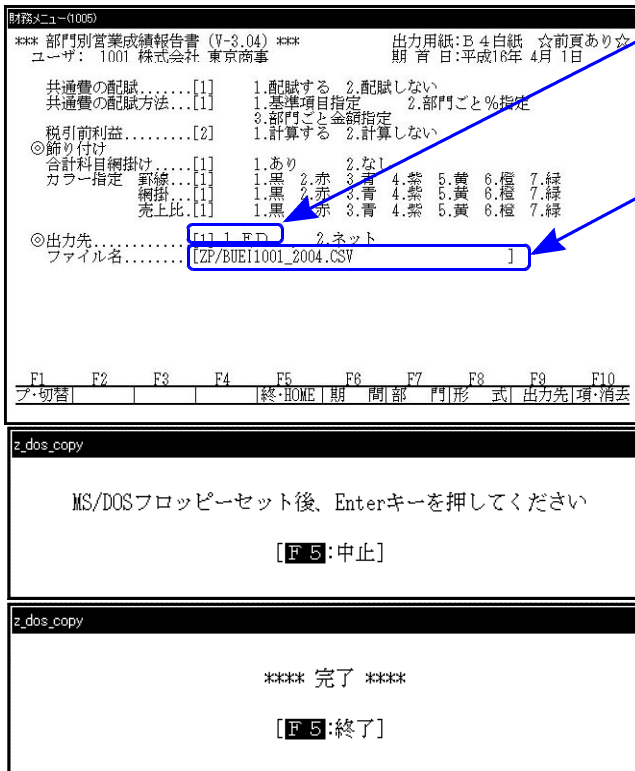 財務メニュー(1005)
*** 部門別営業成績報告書 (V-3.04) *** 出力用紙:B4白紙 ☆前頁あり☆
ユーザ: 1001 株式会社 東京商事 期 首 日:平成16年 4月 1日
共通費の配賦......[1] 1.配賦する 2.配賦しない
共通費の配賦方法...[1] 1.基準項目指定 2.部門ごと%指定
3.部門ごと金額指定
税引前利益.........[2] 1.計算する 2.計算しない
◎飾り付け
合計科目網掛け.....[1] 1.あり 2.なし
カラー指定 罫線...[1] 1.黒 2.赤 3.青 4.紫 5.黄 6.橙 7.緑
網掛...[1] 1.黒 2.赤 3.青 4.紫 5.黄 6.橙 7.緑
売上比.[1] 1.黒 2.赤 3.青 4.紫 5.黄 6.橙 7.緑
◎出力先............[1] 1.FD 2.ネット
ファイル名........[ZP/BUEI1001_2004.CSV ]
F1 F2 F3 F4 F5 F6 F7 F8 F9 F10
プ・切替| | | |終・HOME|期 間|部 門|形 式|出力先|項・消去
z_dos_copy
MS/DOSフロッピーセット後、Enterキーを押してください
[F5:中止]
z_dos_copy
**** 完了 ****
[F5:終了]